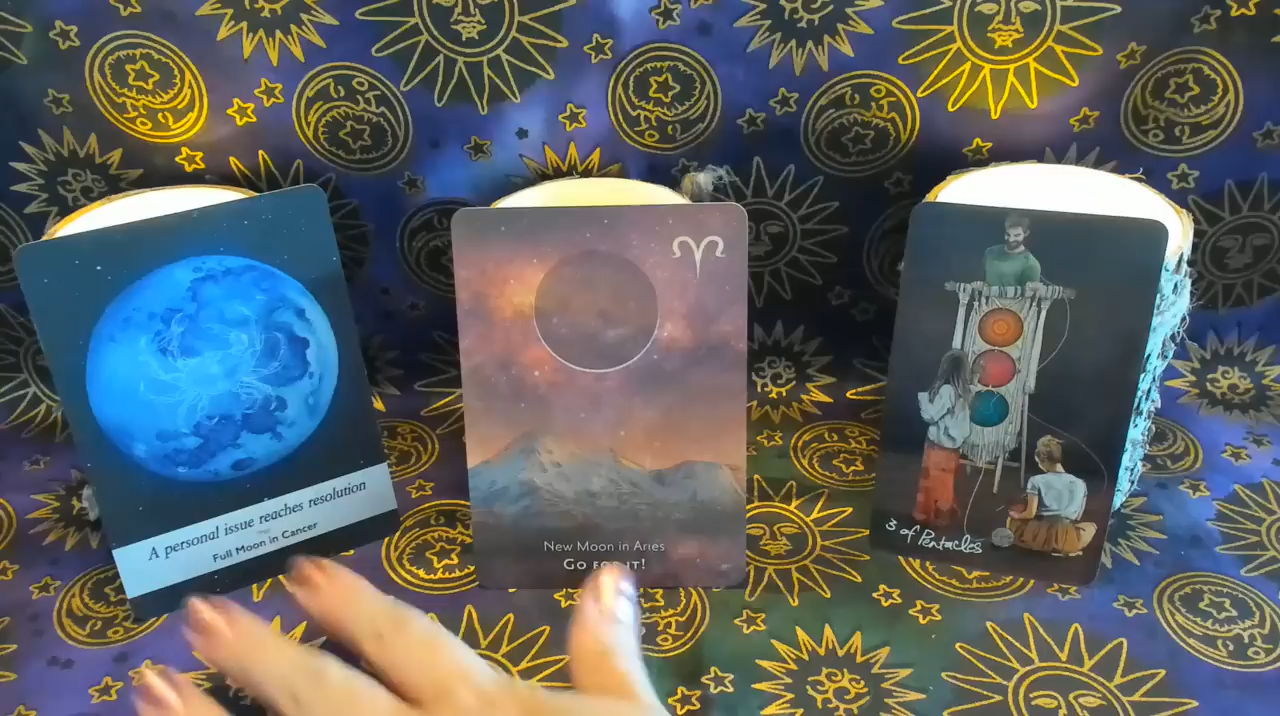 A personal issue reaches resolution
Full Moon in Cancer
New Moon in Aries
GO FOR IT!
3 of Pentacles